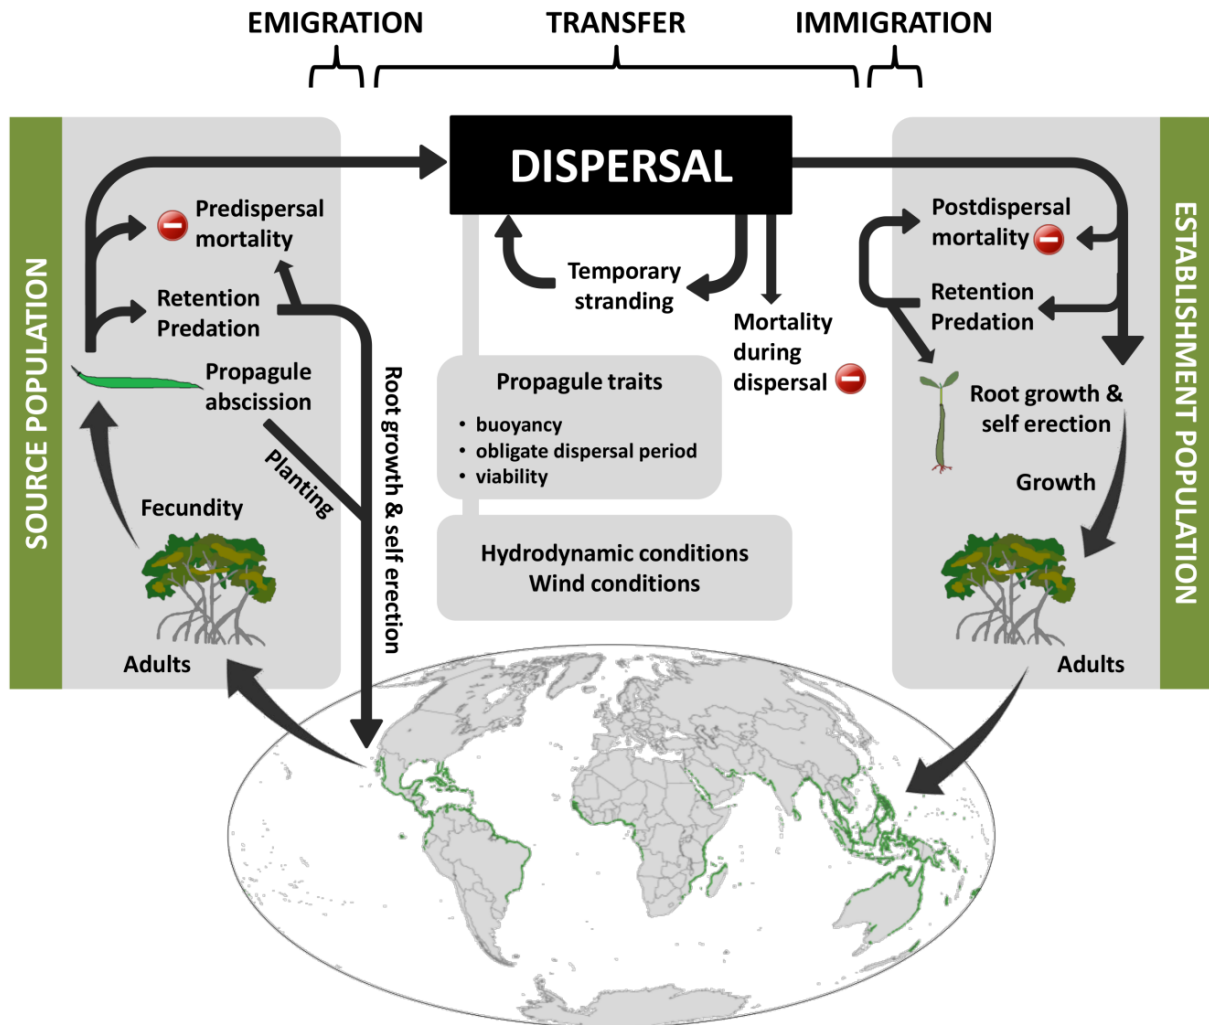 EMIGRATION
TRANSFER
IMMIGRATION
SOURCE POPULATION
Predispersal
mortality
Retention
Predation
Propagule
abscission
Planting
Root growth & self erection
Fecundity
Adults
DISPERSAL
Temporary
stranding
Mortality
during
dispersal
Propagule traits
• buoyancy
• obligate dispersal period
• viability
Hydrodynamic conditions
Wind conditions
Postdispersal
mortality
Retention
Predation
Root growth &
self erection
Growth
Adults
ESTABLISHMENT POPULATION